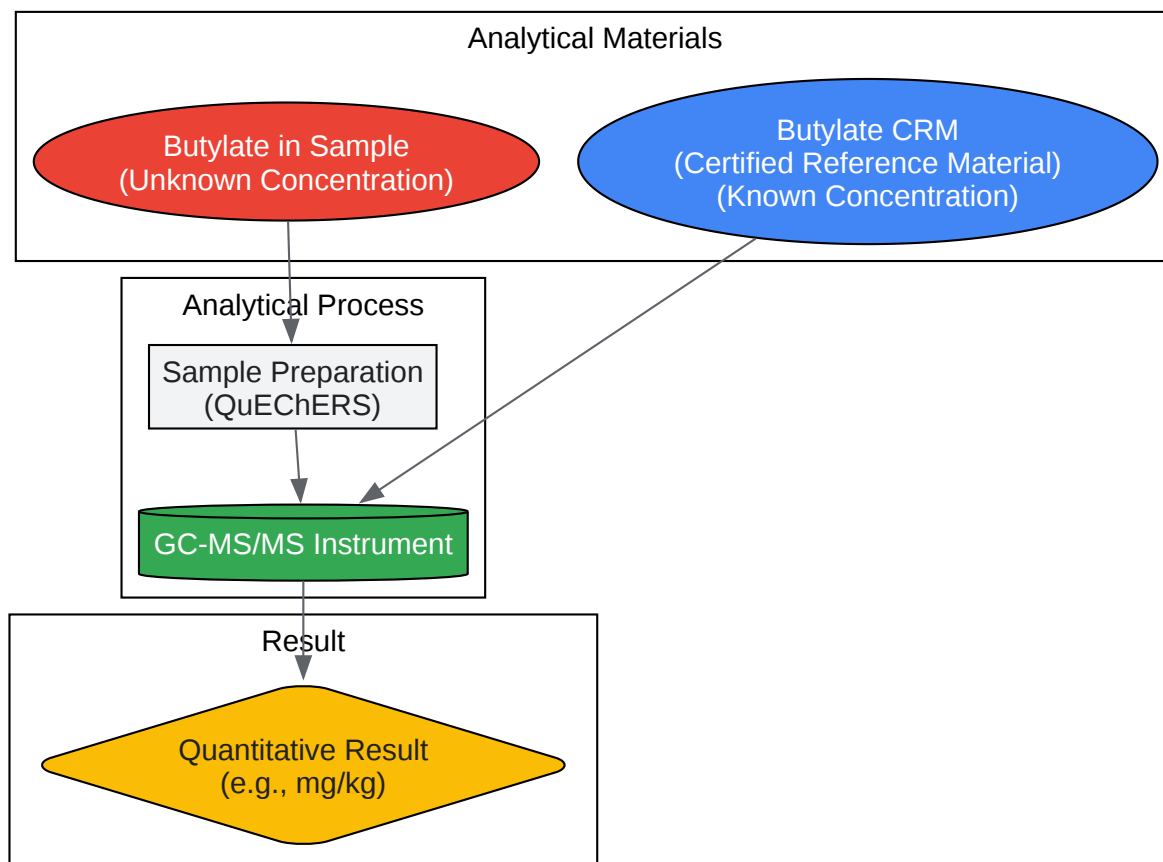 Analytical Materials
Butylate in Sample
(Unknown Concentration)
Butylate CRM
(Certified Reference Material)
(Known Concentration)
Analytical Process
Sample Preparation
(QuEChERS)
GC-MS/MS Instrument
Result
Quantitative Result
(e.g., mg/kg)